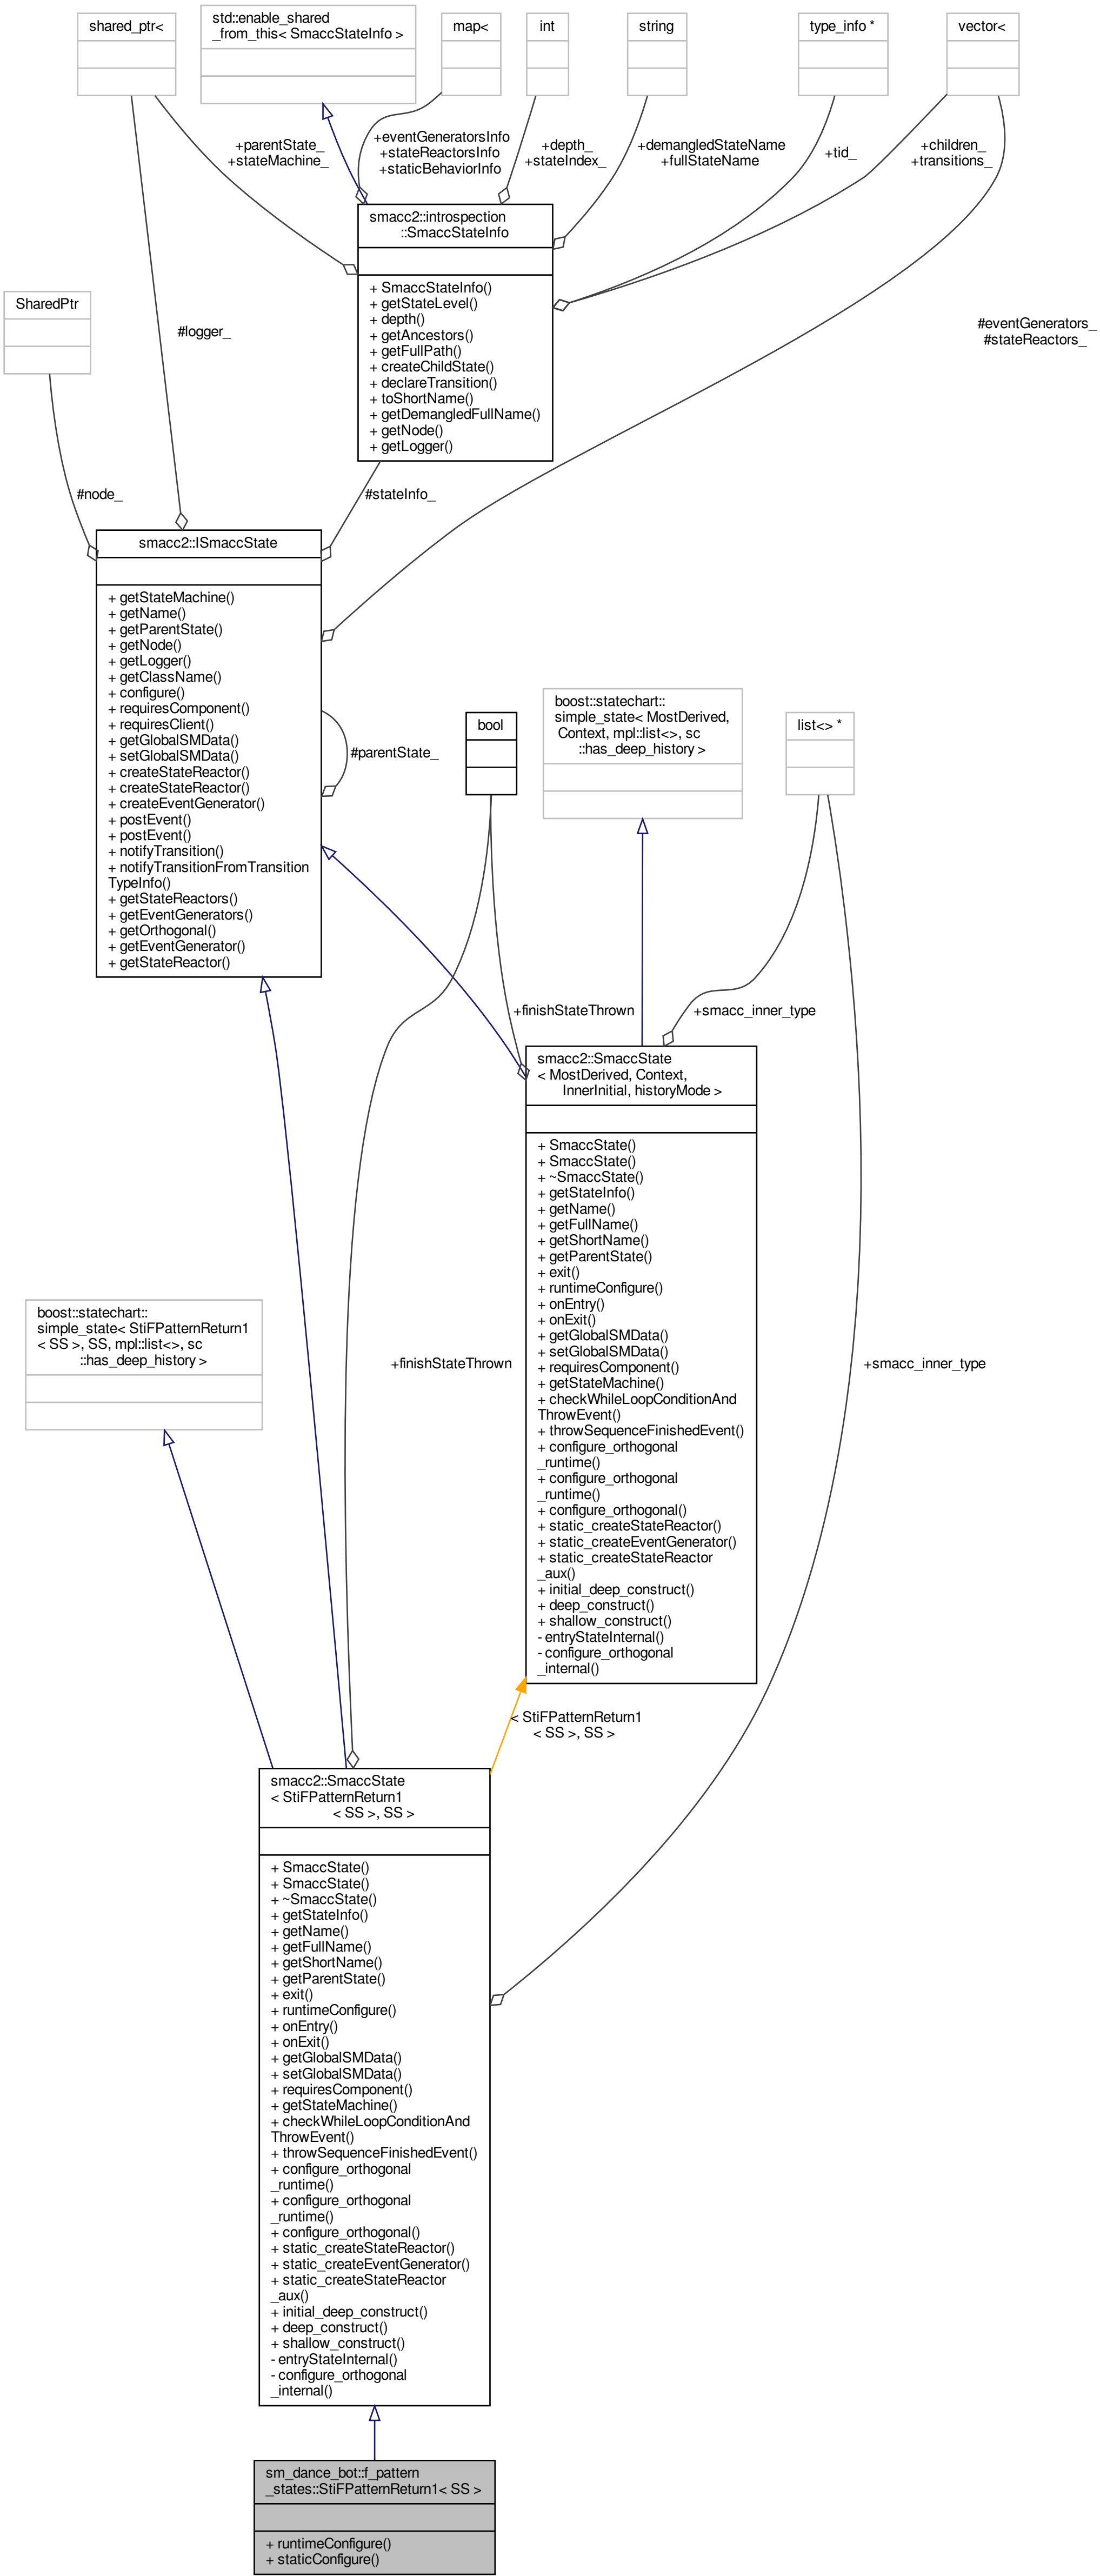 shared_ptr<
std::enable_shared
_from_this< SmaccStateInfo >
map<
int
string
type_info *
vector<
+parentState_
+stateMachine_
+eventGeneratorsInfo
+stateReactorsInfo
+staticBehaviorInfo
+depth_
+stateIndex_
+demangledStateName
+fullStateName
+tid_
+children_
+transitions_
smacc2::introspection
::SmaccStateInfo
+ SmaccStateInfo()
+ getStateLevel()
+ depth()
+ getAncestors()
+ getFullPath()
+ createChildState()
+ declareTransition()
+ toShortName()
+ getDemangledFullName()
+ getNode()
+ getLogger()
SharedPtr
#logger_
#eventGenerators_
#stateReactors_
#node_
#stateInfo_
smacc2::ISmaccState
+ getStateMachine()
+ getName()
+ getParentState()
+ getNode()
+ getLogger()
+ getClassName()
+ configure()
+ requiresComponent()
+ requiresClient()
+ getGlobalSMData()
+ setGlobalSMData()
+ createStateReactor()
+ createStateReactor()
+ createEventGenerator()
+ postEvent()
+ postEvent()
+ notifyTransition()
+ notifyTransitionFromTransition
TypeInfo()
+ getStateReactors()
+ getEventGenerators()
+ getOrthogonal()
+ getEventGenerator()
+ getStateReactor()
#parentState_
bool
boost::statechart::
simple_state< MostDerived,
Context, mpl::list<>, sc
::has_deep_history >
list<> *
+finishStateThrown
+smacc_inner_type
smacc2::SmaccState
< MostDerived, Context,
InnerInitial, historyMode >
+ SmaccState()
+ SmaccState()
+ ~SmaccState()
+ getStateInfo()
+ getName()
+ getFullName()
+ getShortName()
+ getParentState()
+ exit()
+ runtimeConfigure()
+ onEntry()
+ onExit()
+ getGlobalSMData()
+ setGlobalSMData()
+ requiresComponent()
+ getStateMachine()
+ checkWhileLoopConditionAnd
ThrowEvent()
+ throwSequenceFinishedEvent()
+ configure_orthogonal
_runtime()
+ configure_orthogonal
_runtime()
+ configure_orthogonal()
+ static_createStateReactor()
+ static_createEventGenerator()
+ static_createStateReactor
_aux()
+ initial_deep_construct()
+ deep_construct()
+ shallow_construct()
- entryStateInternal()
- configure_orthogonal
_internal()
boost::statechart::
simple_state< StiFPatternReturn1
< SS >, SS, mpl::list<>, sc
::has_deep_history >
+finishStateThrown
+smacc_inner_type
< StiFPatternReturn1
< SS >, SS >
smacc2::SmaccState
< StiFPatternReturn1
< SS >, SS >
+ SmaccState()
+ SmaccState()
+ ~SmaccState()
+ getStateInfo()
+ getName()
+ getFullName()
+ getShortName()
+ getParentState()
+ exit()
+ runtimeConfigure()
+ onEntry()
+ onExit()
+ getGlobalSMData()
+ setGlobalSMData()
+ requiresComponent()
+ getStateMachine()
+ checkWhileLoopConditionAnd
ThrowEvent()
+ throwSequenceFinishedEvent()
+ configure_orthogonal
_runtime()
+ configure_orthogonal
_runtime()
+ configure_orthogonal()
+ static_createStateReactor()
+ static_createEventGenerator()
+ static_createStateReactor
_aux()
+ initial_deep_construct()
+ deep_construct()
+ shallow_construct()
- entryStateInternal()
- configure_orthogonal
_internal()
sm_dance_bot::f_pattern
_states::StiFPatternReturn1< SS >
+ runtimeConfigure()
+ staticConfigure()